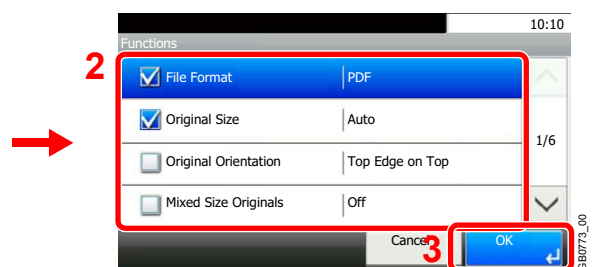 10:10
Functions
2
File Format PDF
Original Size Auto
1/6
Original Orientation Top Edge on Top
Mixed Size Originals Off
Cancel
3
OK
GB0773_00